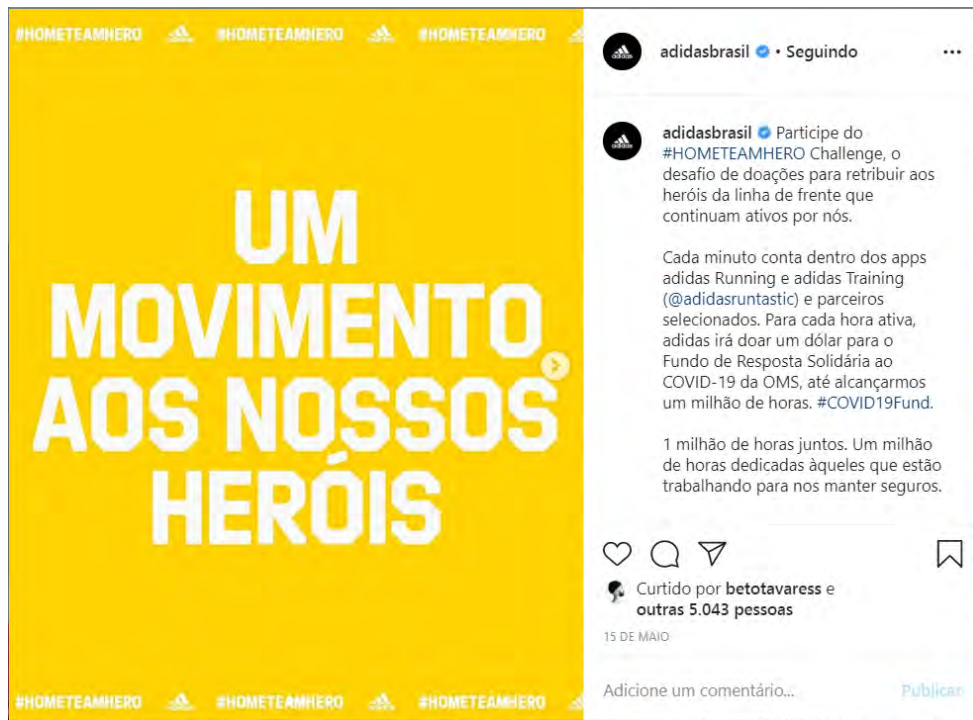 #HOMETEAMHERO #HOMETEAMHERO #HOMETEAMHERO
UM
MOVIMENTO
AOS NOSSOS
HERÓIS
#HOMETEAMHERO #HOMETEAMHERO #HOMETEAMHERO
adidas
adidasbrasil • Seguindo
adidas
adidasbrasil Participe do
#HOMETEAMHERO Challenge, o
desafio de doações para retribuir aos
heróis da linha de frente que
continuam ativos por nós.
Cada minuto conta dentro dos apps
adidas Running e adidas Training
(@adidasruntastic) e parceiros
selecionados. Para cada hora ativa,
adidas irá doar um dólar para o
Fundo de Resposta Solidária ao
COVID-19 da OMS, até alcançarmos
um milhão de horas. #COVID19Fund.
1 milhão de horas juntos. Um milhão
de horas dedicadas àqueles que estão
trabalhando para nos manter seguros.
Curtido por betotavaress e
outras 5.043 pessoas
15 DE MAIO
Adicione um comentário... Publicar